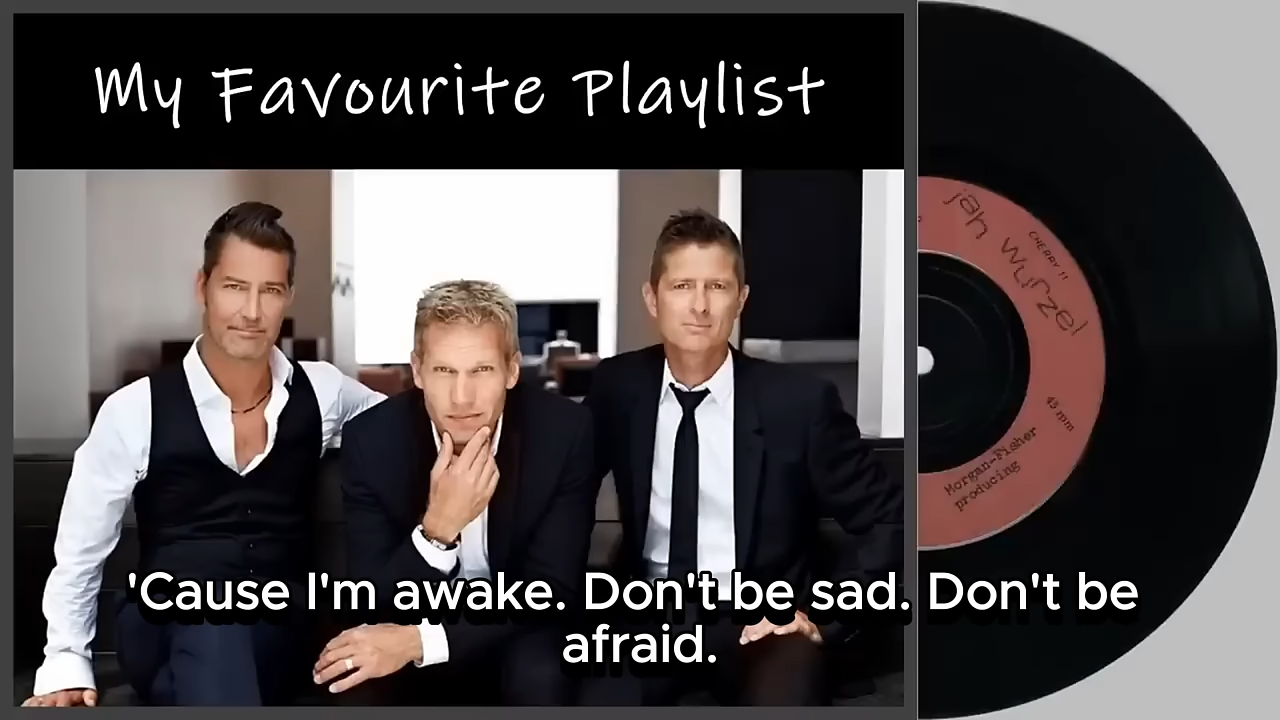 My Favourite Playlist
jah wurzel
CHERRY 11
45 rpm
Morgan-Fisher
producing
'Cause I'm awake. Don't be sad. Don't be
afraid.